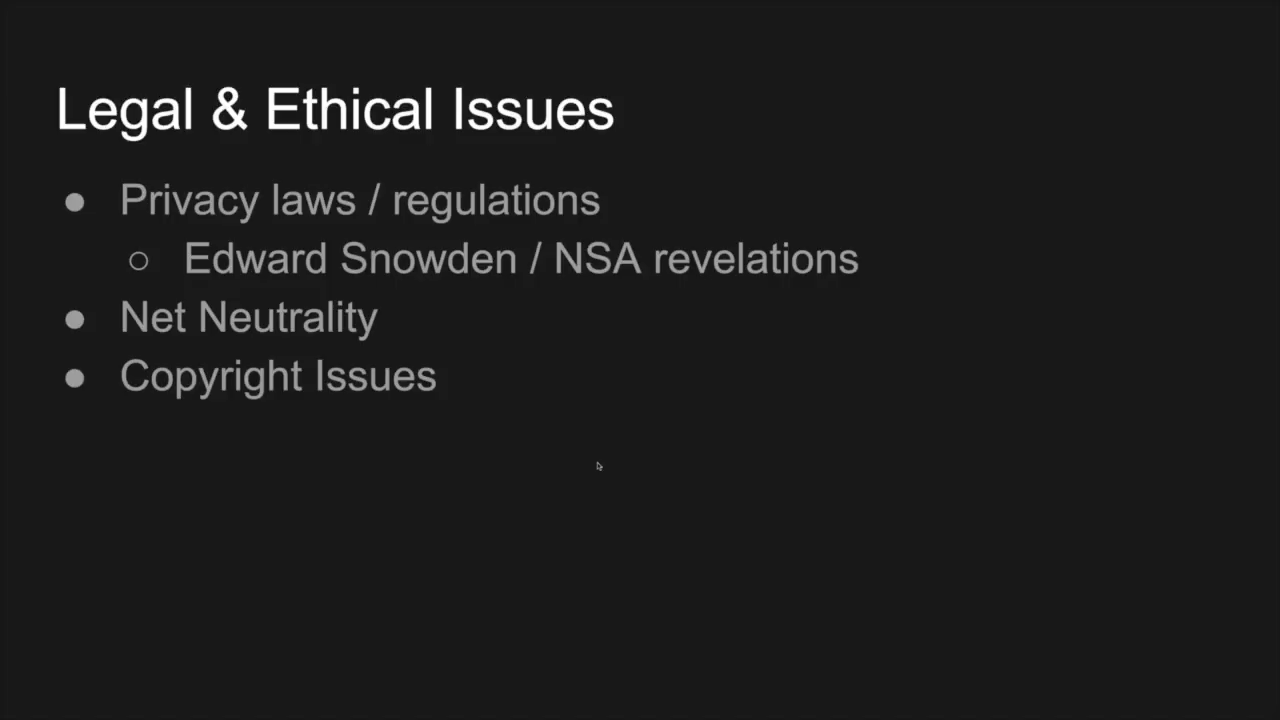 Legal & Ethical Issues
● Privacy laws / regulations
○ Edward Snowden / NSA revelations
● Net Neutrality
● Copyright Issues